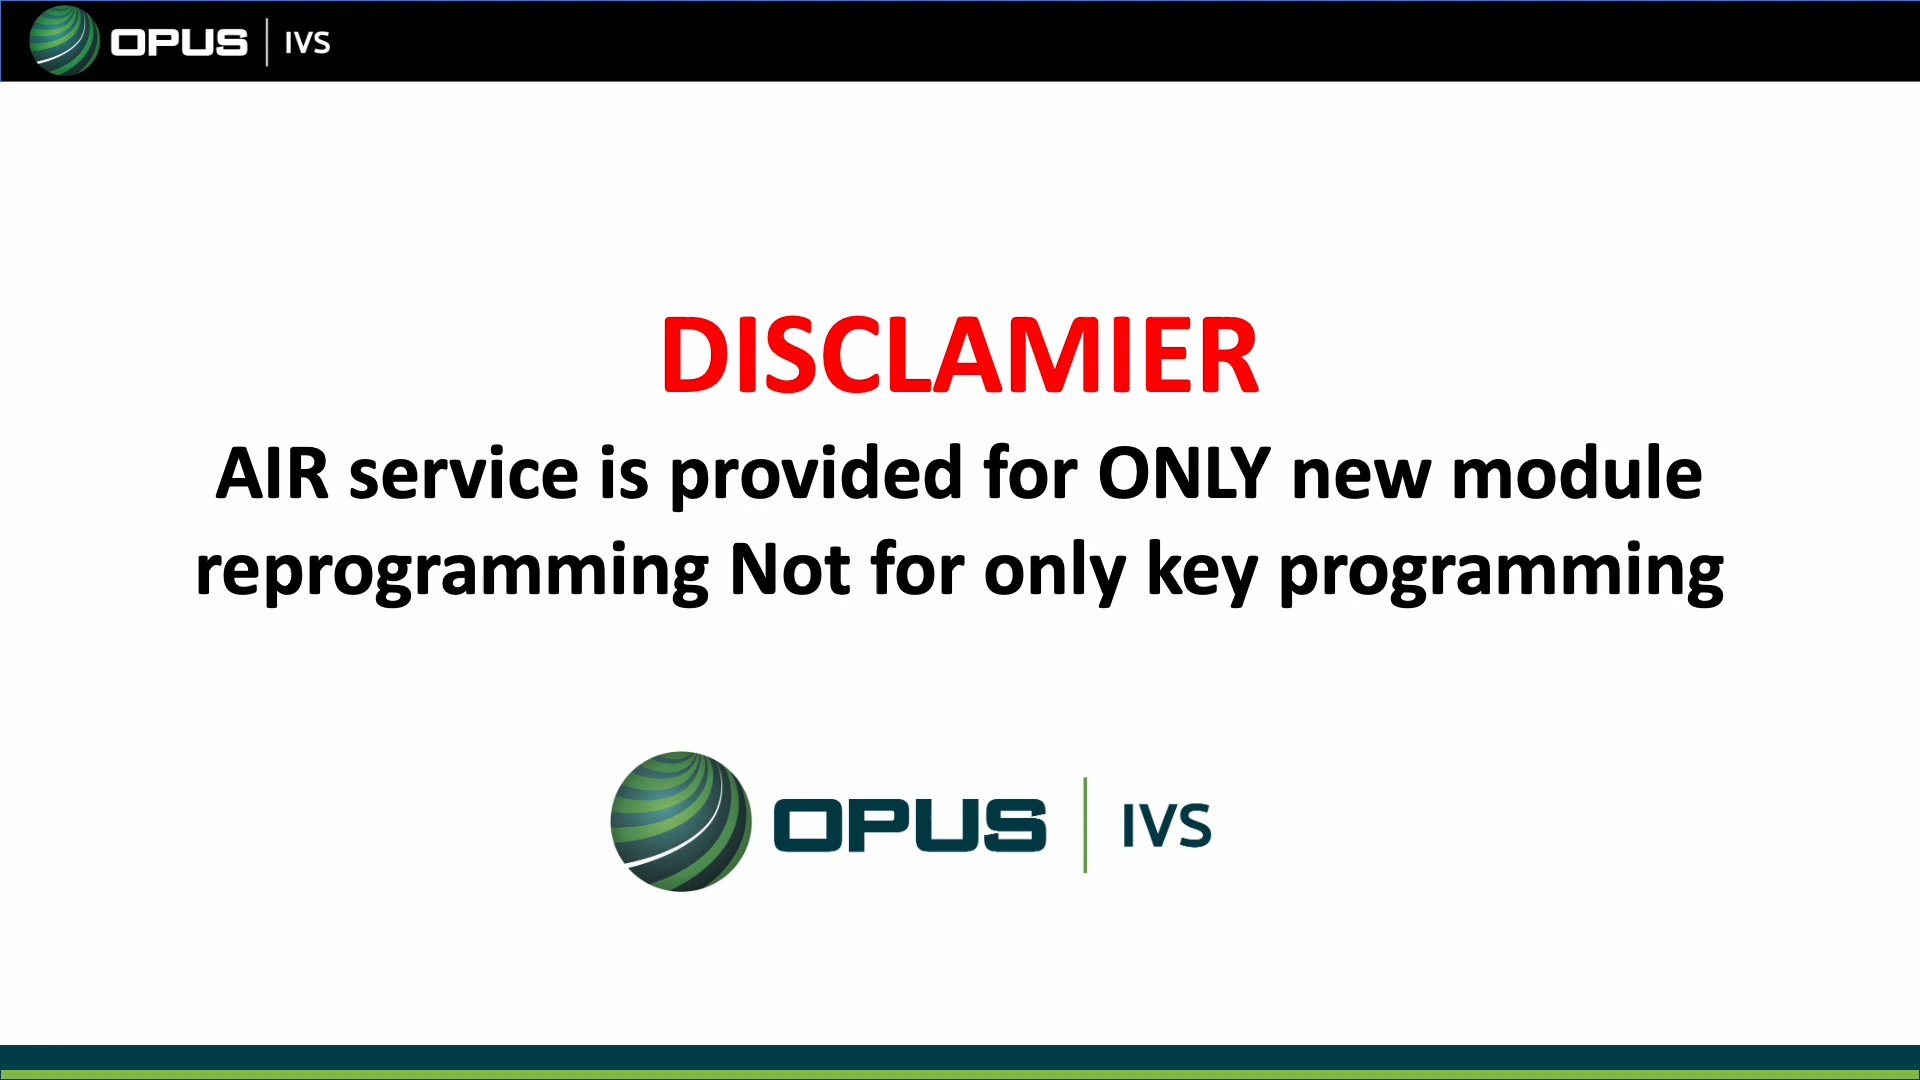 OPUS | IVS
DISCLAMIER
AIR service is provided for ONLY new module
reprogramming Not for only key programming
OPUS | IVS